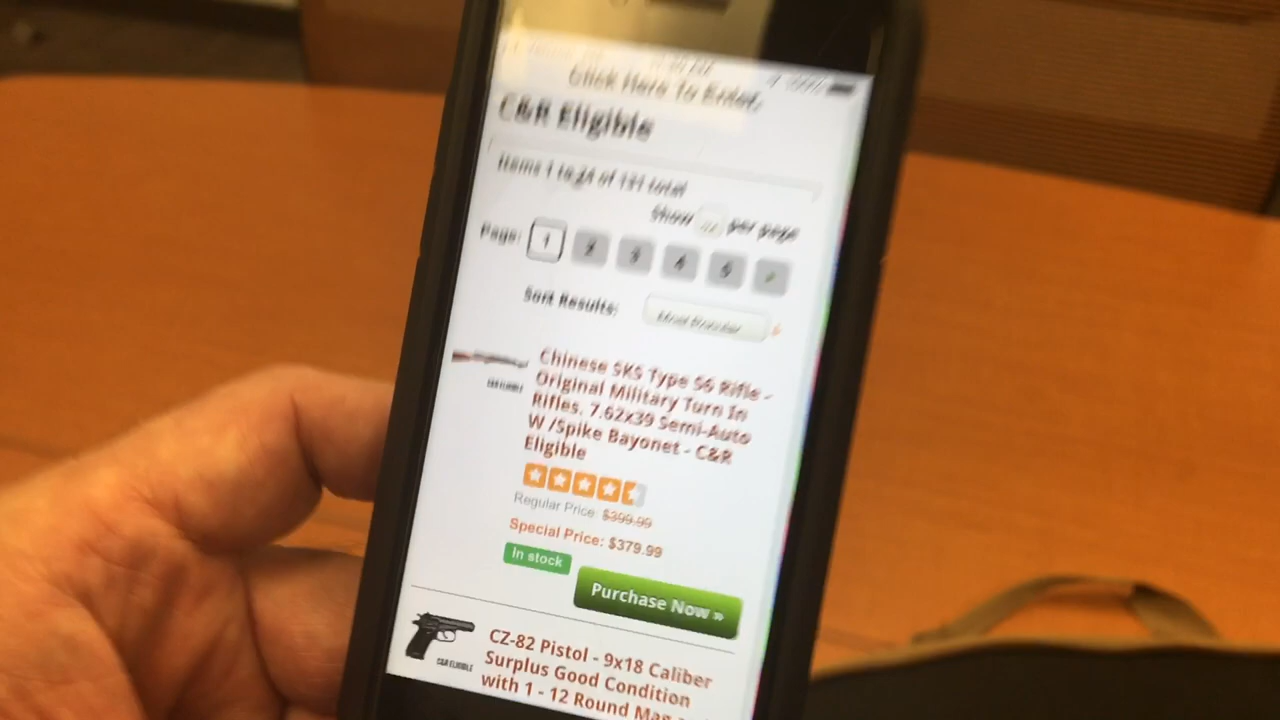 Click Here To Enter.
C&R Eligible
Items 1 to 24 of 131 total
Show per page
Page: 1 2 3 4 5
Sort Results: Most Popular
Chinese SKS Type 56 Rifle -
Original Military Turn In
Rifles. 7.62x39 Semi-Auto
W /Spike Bayonet - C&R
Eligible
C&R ELIGIBLE
Regular Price: $399.99
Special Price: $379.99
In stock
Purchase Now »
CZ-82 Pistol - 9x18 Caliber
Surplus Good Condition
with 1 - 12 Round Mag
C&R ELIGIBLE